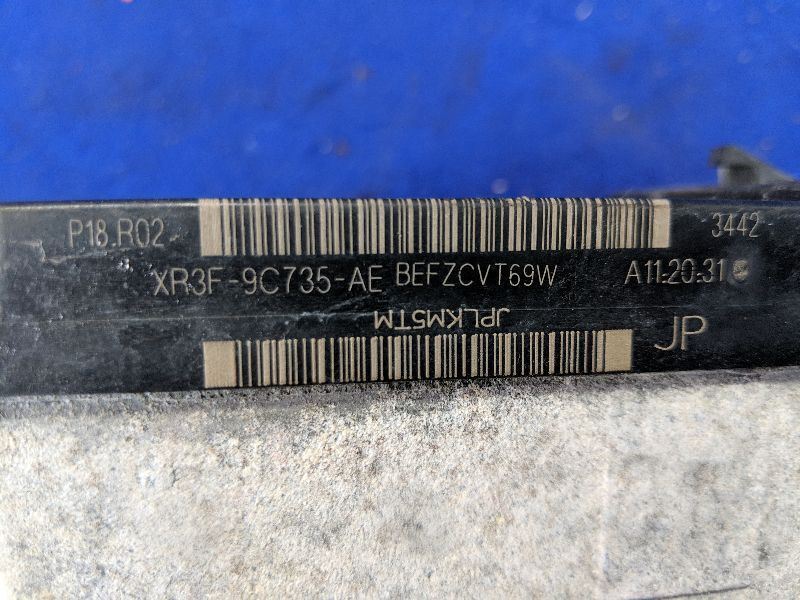 P18.R02 3442
XR3F-9C735-AE BEFZCVT69W A11-20-31
JPLKM5TM JP